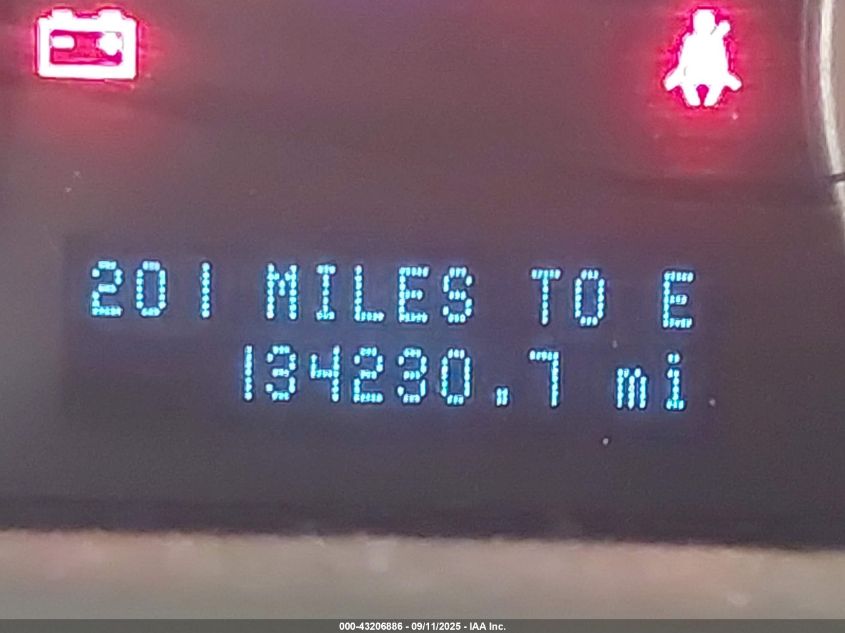 201 MILES TO E
134230.7 mi
000-43206886 - 09/11/2025 - IAA Inc.